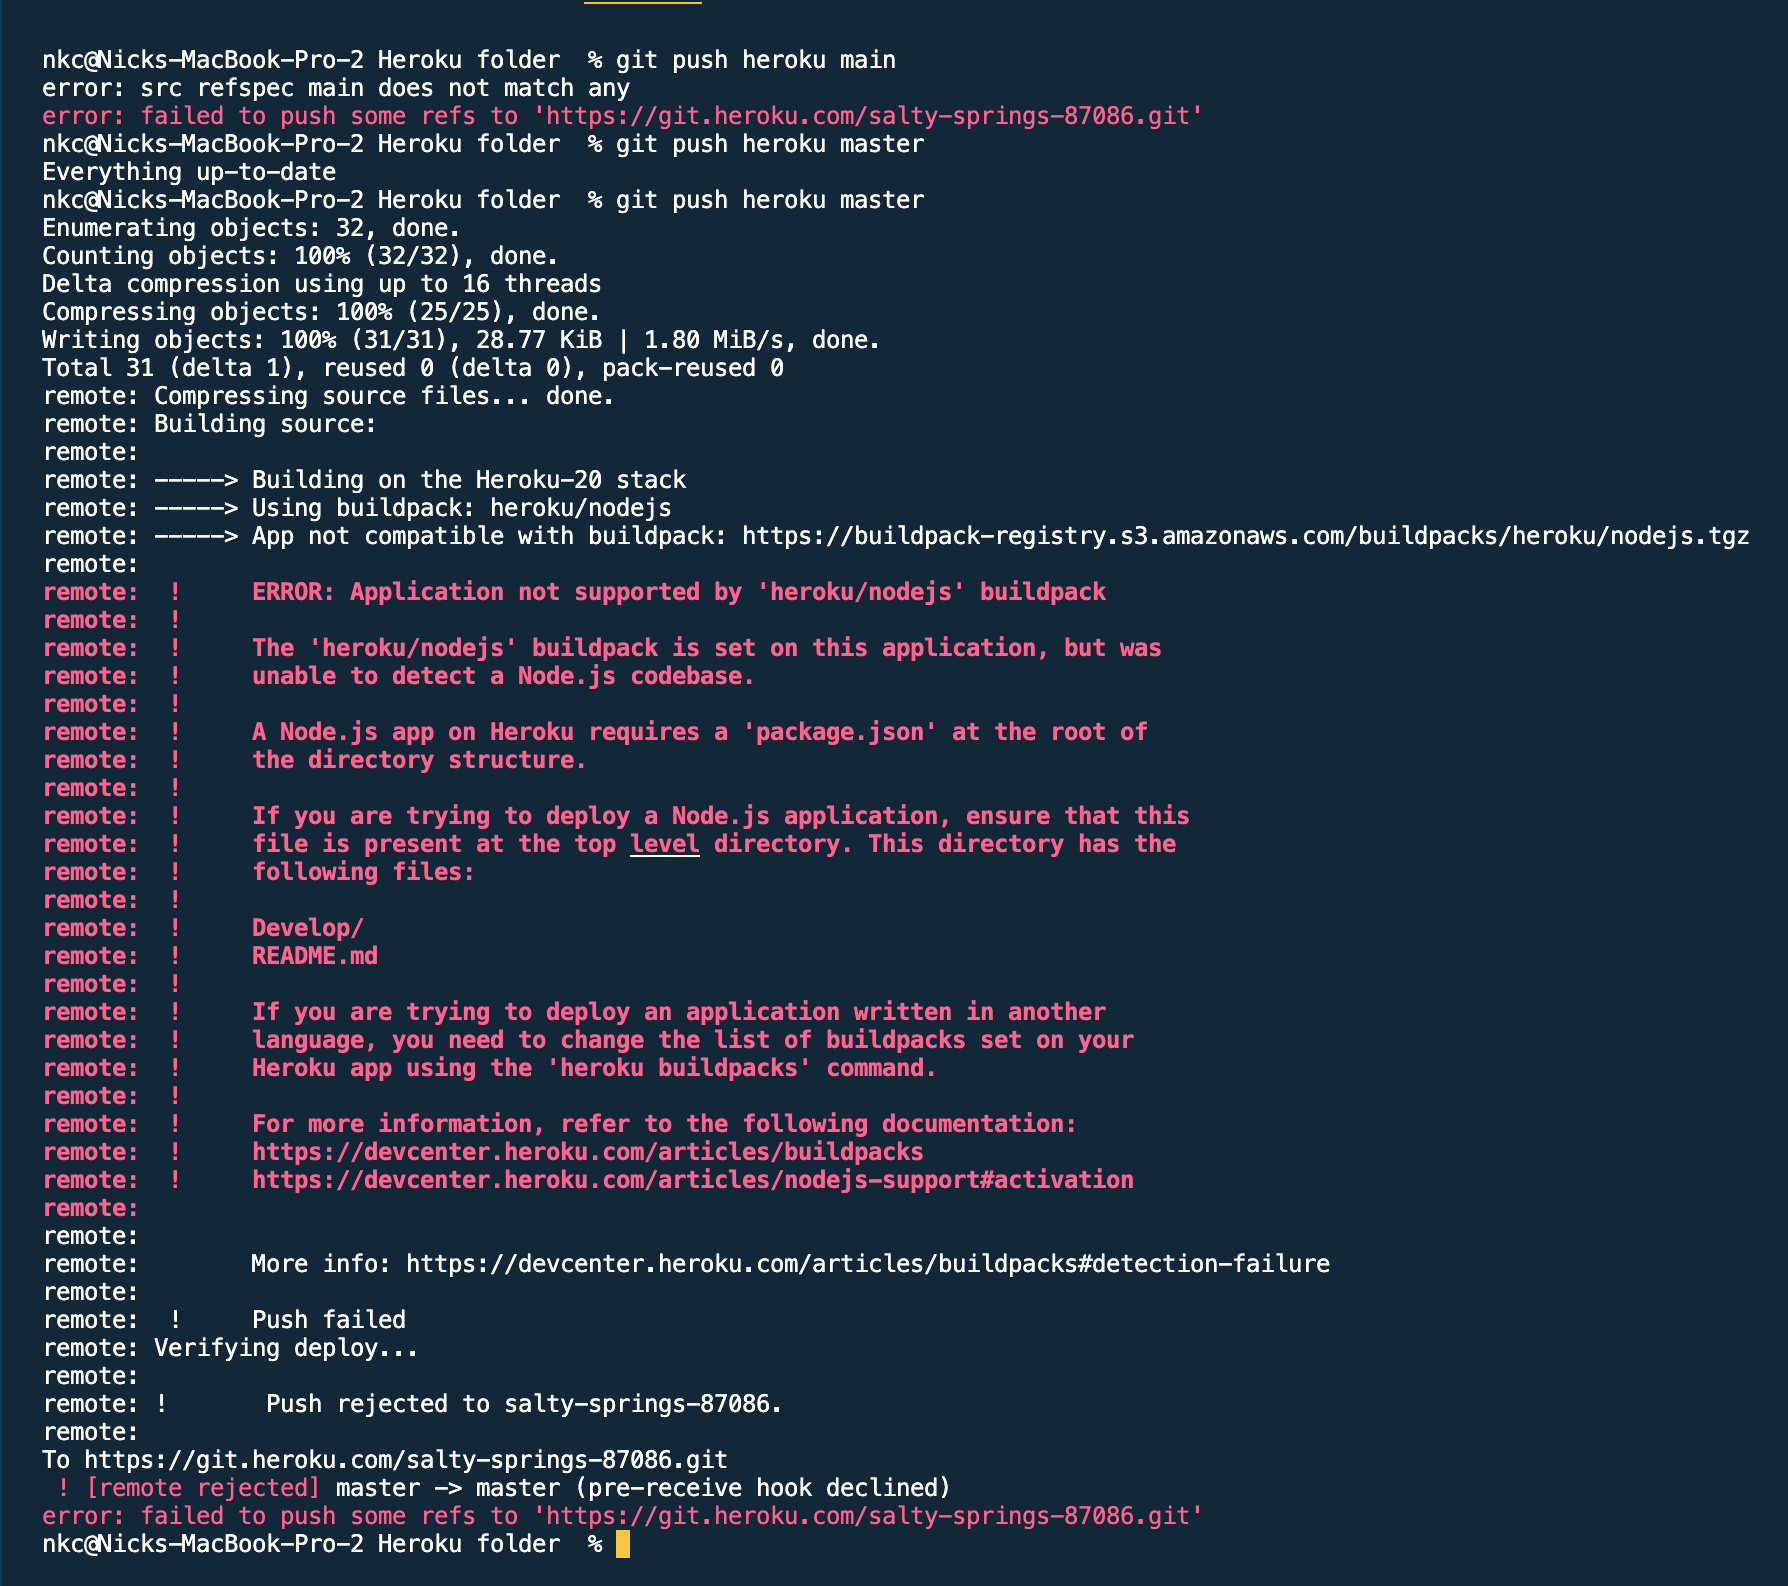 nkc@Nicks-MacBook-Pro-2 Heroku folder  % git push heroku main
error: src refspec main does not match any
error: failed to push some refs to 'https://git.heroku.com/salty-springs-87086.git'
nkc@Nicks-MacBook-Pro-2 Heroku folder  % git push heroku master
Everything up-to-date
nkc@Nicks-MacBook-Pro-2 Heroku folder  % git push heroku master
Enumerating objects: 32, done.
Counting objects: 100% (32/32), done.
Delta compression using up to 16 threads
Compressing objects: 100% (25/25), done.
Writing objects: 100% (31/31), 28.77 KiB | 1.80 MiB/s, done.
Total 31 (delta 1), reused 0 (delta 0), pack-reused 0
remote: Compressing source files... done.
remote: Building source:
remote:
remote: -----> Building on the Heroku-20 stack
remote: -----> Using buildpack: heroku/nodejs
remote: -----> App not compatible with buildpack: https://buildpack-registry.s3.amazonaws.com/buildpacks/heroku/nodejs.tgz
remote:
remote:  !     ERROR: Application not supported by 'heroku/nodejs' buildpack
remote:  !
remote:  !     The 'heroku/nodejs' buildpack is set on this application, but was
remote:  !     unable to detect a Node.js codebase.
remote:  !
remote:  !     A Node.js app on Heroku requires a 'package.json' at the root of
remote:  !     the directory structure.
remote:  !
remote:  !     If you are trying to deploy a Node.js application, ensure that this
remote:  !     file is present at the top level directory. This directory has the
remote:  !     following files:
remote:  !
remote:  !     Develop/
remote:  !     README.md
remote:  !
remote:  !     If you are trying to deploy an application written in another
remote:  !     language, you need to change the list of buildpacks set on your
remote:  !     Heroku app using the 'heroku buildpacks' command.
remote:  !
remote:  !     For more information, refer to the following documentation:
remote:  !     https://devcenter.heroku.com/articles/buildpacks
remote:  !     https://devcenter.heroku.com/articles/nodejs-support#activation
remote:
remote:
remote:        More info: https://devcenter.heroku.com/articles/buildpacks#detection-failure
remote:
remote:  !     Push failed
remote: Verifying deploy...
remote:
remote: !       Push rejected to salty-springs-87086.
remote:
To https://git.heroku.com/salty-springs-87086.git
 ! [remote rejected] master -> master (pre-receive hook declined)
error: failed to push some refs to 'https://git.heroku.com/salty-springs-87086.git'
nkc@Nicks-MacBook-Pro-2 Heroku folder  %